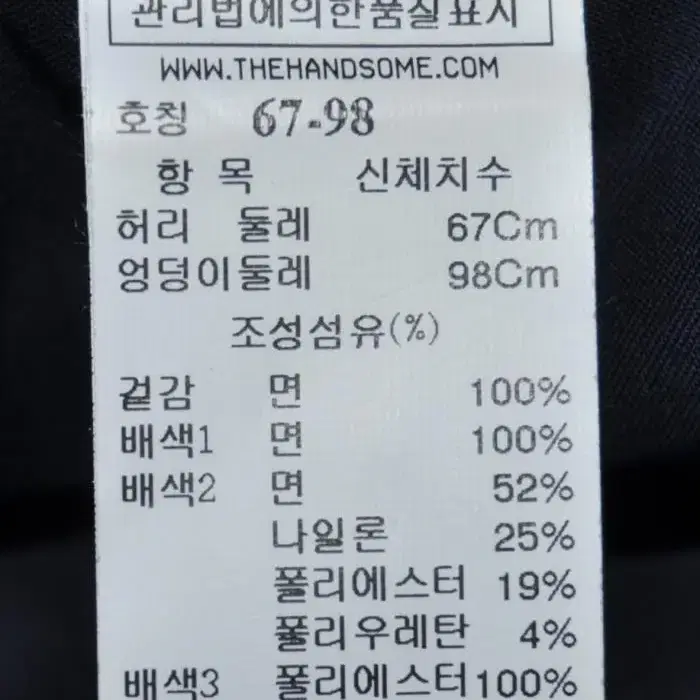 관리법에의한품질표시
WWW.THEHANDSOME.COM
호칭 67-98
항 목 신체치수
허리 둘레 67Cm
엉덩이둘레 98Cm
조성섬유(%)
겉감 면 100%
배색1 면 100%
배색2 면 52%
나일론 25%
폴리에스터 19%
폴리우레탄 4%
배색3 폴리에스터100%